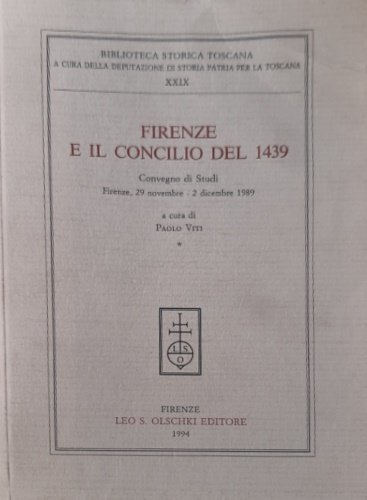 BIBLIOTECA STORICA TOSCANA
A CURA DELLA DEPUTAZIONE DI STORIA PATRIA PER LA TOSCANA
XXIX
FIRENZE
E IL CONCILIO DEL 1439
Convegno di Studi
Firenze, 29 novembre - 2 dicembre 1989
a cura di
PAOLO VITI
*
L S
O
FIRENZE
LEO S. OLSCHKI EDITORE
1994